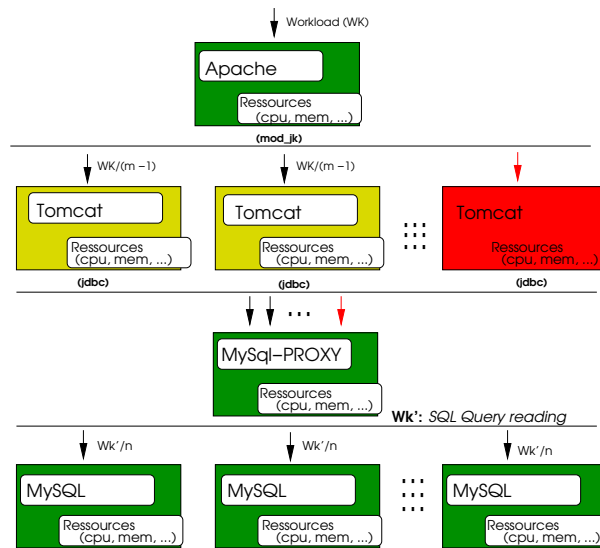 Workload (WK)
Apache
Ressources
(cpu, mem, ...)
(mod_jk)
WK/(m −1)
WK/(m −1)
Tomcat
Tomcat
Tomcat
Ressources
(cpu, mem, ...)
Ressources
(cpu, mem, ...)
Ressources
(cpu, mem, ...)
(jdbc)
(jdbc)
(jdbc)
...
MySql−PROXY
Ressources
(cpu, mem, ...)
Wk': SQL Query reading
Wk'/n
Wk'/n
Wk'/n
MySQL
MySQL
MySQL
Ressources
(cpu, mem, ...)
Ressources
(cpu, mem, ...)
Ressources
(cpu, mem, ...)